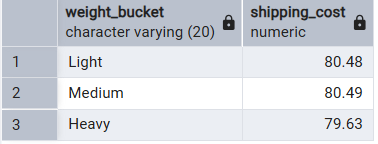 weight_bucket shipping_cost
character varying (20) numeric
1 Light 80.48
2 Medium 80.49
3 Heavy 79.63